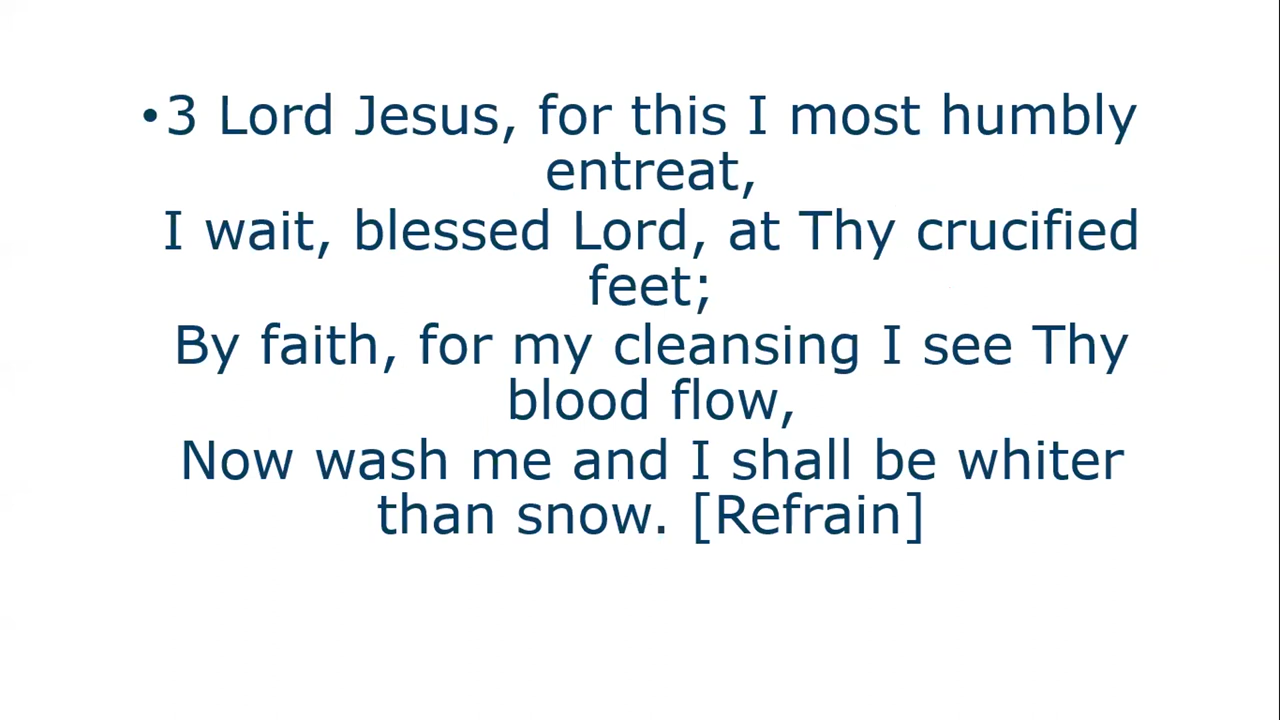 •3 Lord Jesus, for this I most humbly
entreat,
I wait, blessed Lord, at Thy crucified
feet;
By faith, for my cleansing I see Thy
blood flow,
Now wash me and I shall be whiter
than snow. [Refrain]